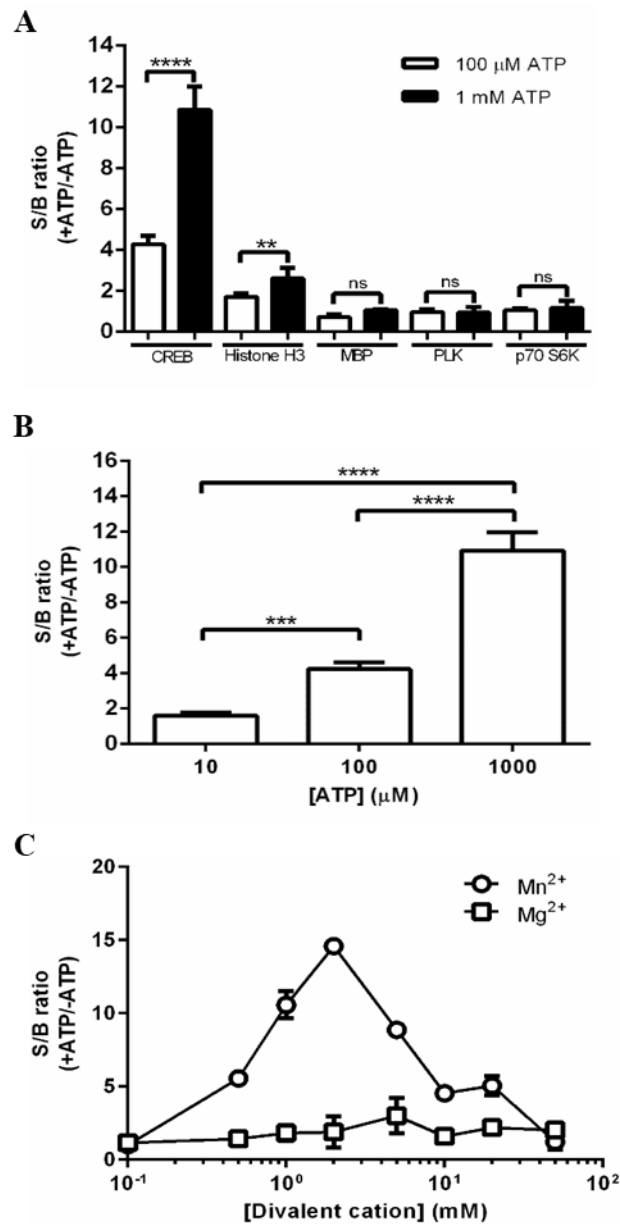 A
14
12
10
8
6
4
2
0
S/B ratio
(+ATP/-ATP)
****
**
ns
ns
ns
100 μM ATP
1 mM ATP
CREB
Histone H3
MBP
PLK
p70 S6K
B
16
14
12
10
8
6
4
2
0
S/B ratio
(+ATP/-ATP)
****
****
***
10
100
1000
[ATP] (μM)
C
20
15
10
5
0
S/B ratio
(+ATP/-ATP)
Mn²⁺
Mg²⁺
10⁻¹
10⁰
10¹
10²
[Divalent cation] (mM)